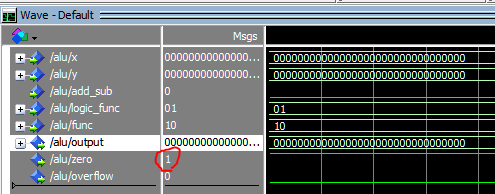 Wave - Default
Msgs
/alu/x 00000000000000... 00000000000000000000000000000000
/alu/y 00000000000000... 00000000000000000000000000000000
/alu/add_sub 0
/alu/logic_func 01 01
/alu/func 10 10
/alu/output 00000000000000... 00000000000000000000000000000000
/alu/zero 1
/alu/overflow 0